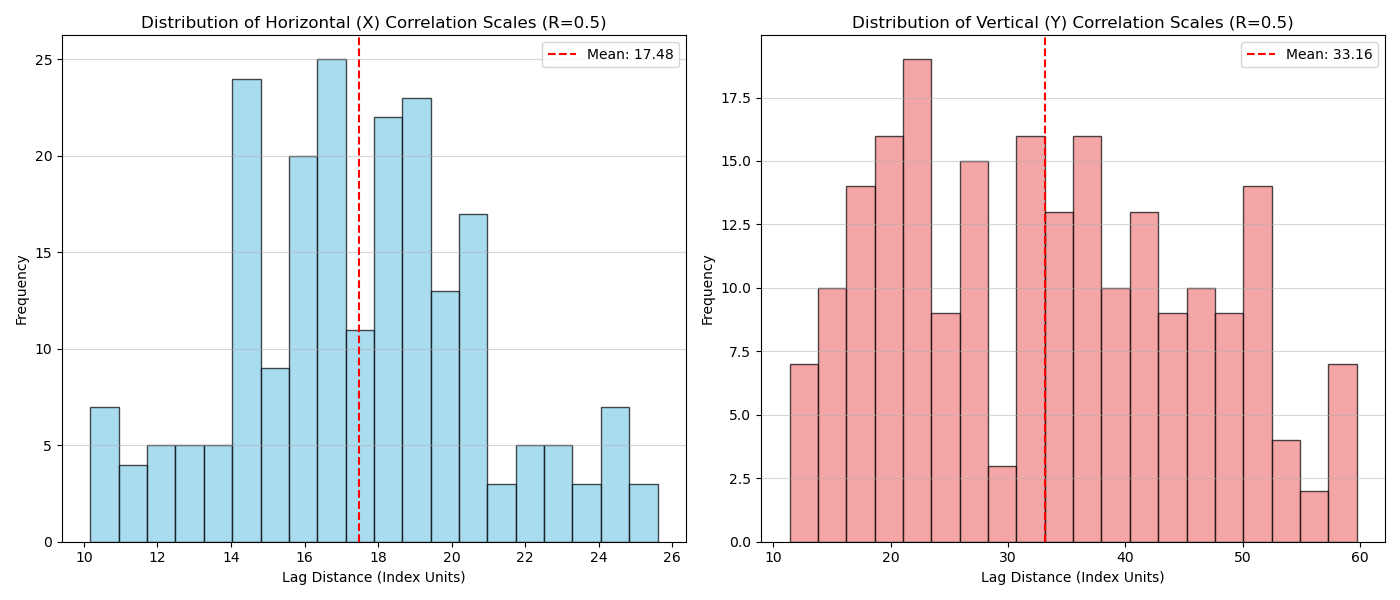 Distribution of Horizontal (X) Correlation Scales (R=0.5)
Mean: 17.48
Frequency
25
20
15
10
5
0
10 12 14 16 18 20 22 24 26
Lag Distance (Index Units)
Distribution of Vertical (Y) Correlation Scales (R=0.5)
Mean: 33.16
Frequency
17.5
15.0
12.5
10.0
7.5
5.0
2.5
0.0
10 20 30 40 50 60
Lag Distance (Index Units)